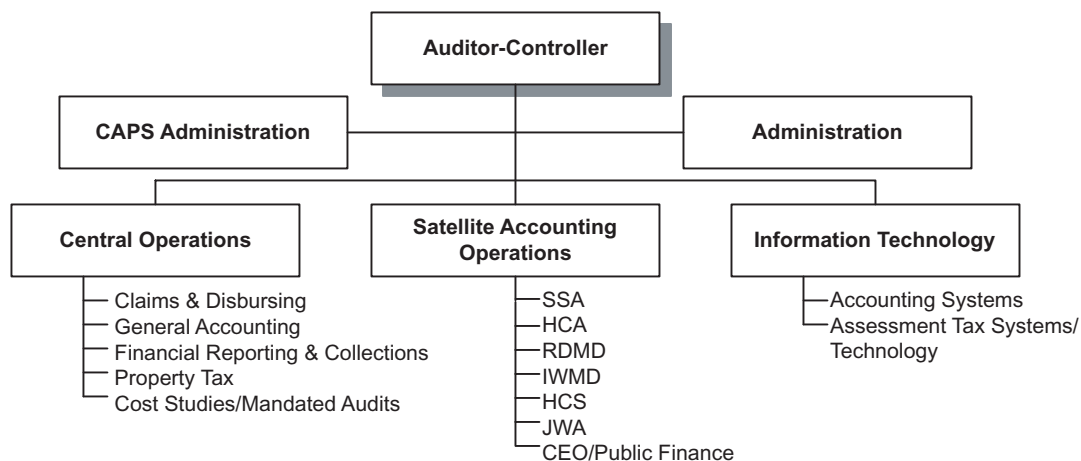 Auditor-Controller
CAPS Administration
Administration
Central Operations
Satellite Accounting
Operations
Information Technology
Claims & Disbursing
General Accounting
Financial Reporting & Collections
Property Tax
Cost Studies/Mandated Audits
SSA
HCA
RDMD
IWMD
HCS
JWA
CEO/Public Finance
Accounting Systems
Assessment Tax Systems/
Technology